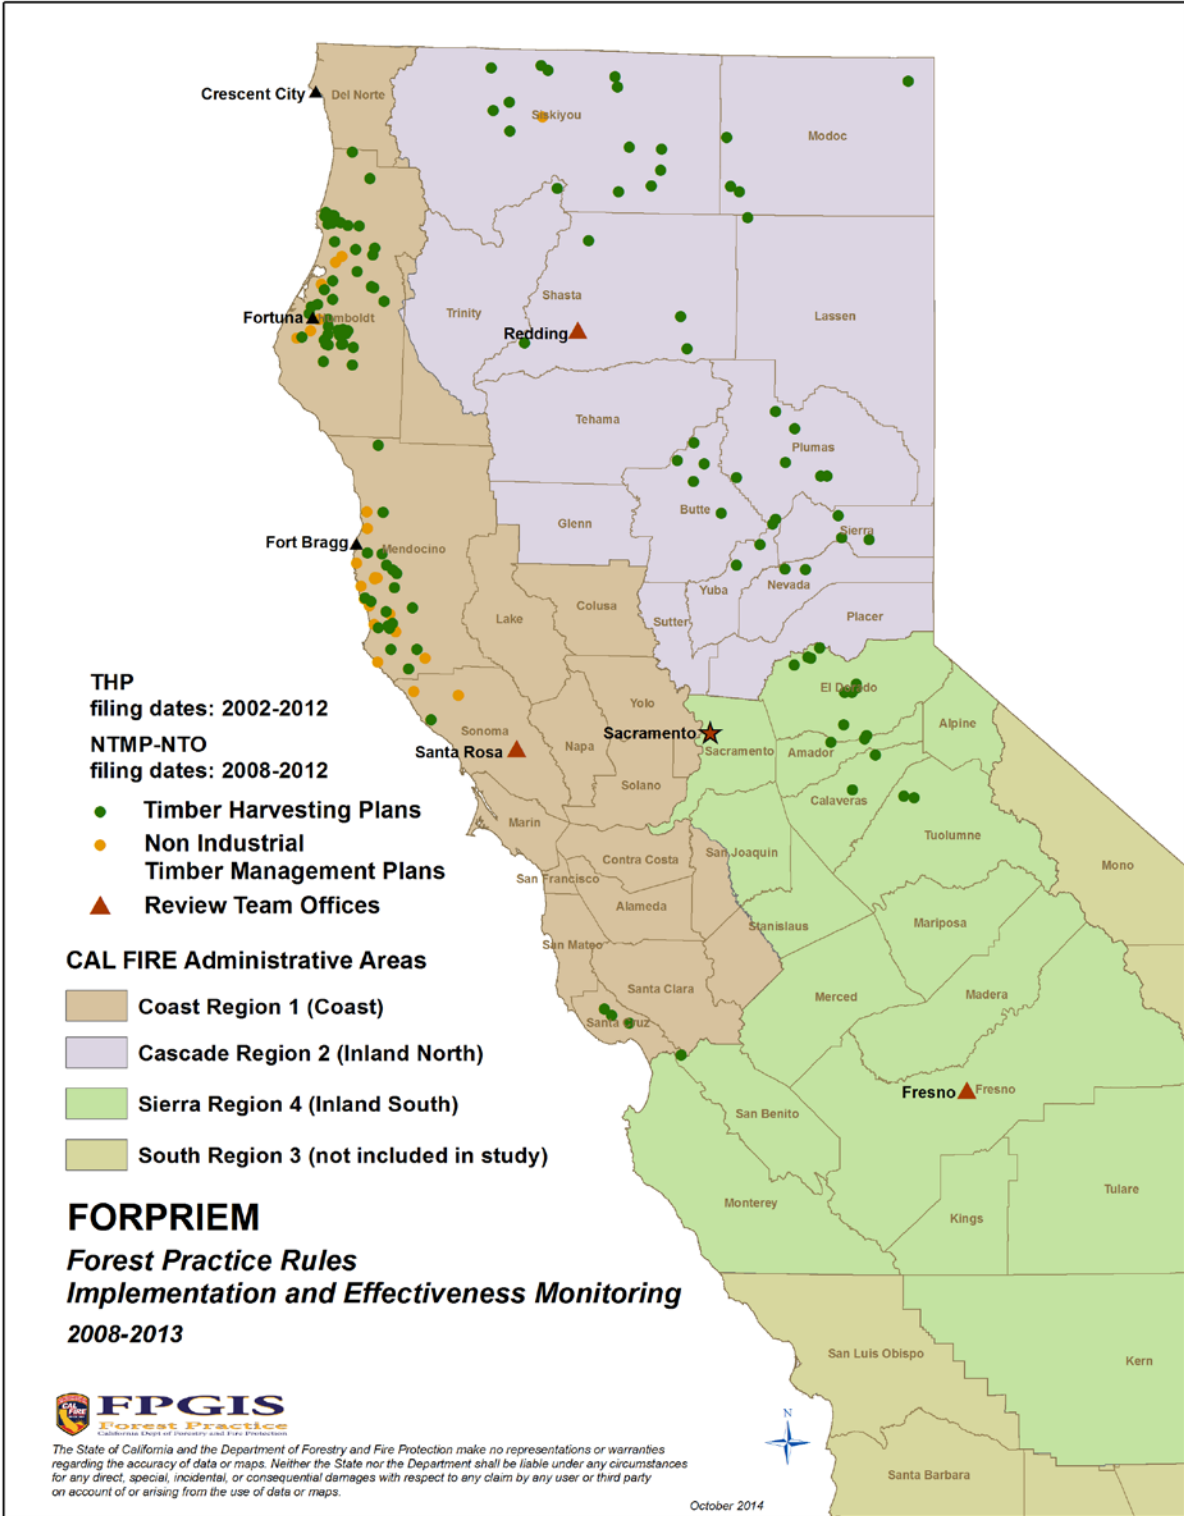 Crescent City
Del Norte
Siskiyou
Modoc
Trinity
Shasta
Lassen
Fortuna
Humboldt
Redding
Tehama
Plumas
Butte
Glenn
Sierra
Fort Bragg
Mendocino
Nevada
Yuba
Colusa
Placer
Lake
Sutter
THP
filing dates: 2002-2012
NTMP-NTO
filing dates: 2008-2012
Timber Harvesting Plans
Non Industrial
Timber Management Plans
Review Team Offices
El Dorado
Yolo
Alpine
Sonoma
Sacramento
Napa
Sacramento
Amador
Santa Rosa
Solano
Calaveras
Marin
Tuolumne
San Joaquin
Contra Costa
Mono
San Francisco
Alameda
Mariposa
Stanislaus
San Mateo
Santa Clara
Madera
Merced
Santa Cruz
Fresno
Fresno
San Benito
Tulare
Monterey
Kings
San Luis Obispo
Kern
Santa Barbara
CAL FIRE Administrative Areas
Coast Region 1 (Coast)
Cascade Region 2 (Inland North)
Sierra Region 4 (Inland South)
South Region 3 (not included in study)
FORPRIEM
Forest Practice Rules
Implementation and Effectiveness Monitoring
2008-2013
CAL
FIRE
FPGIS
Forest Practice
California Dept of Forestry and Fire Protection
The State of California and the Department of Forestry and Fire Protection make no representations or warranties
regarding the accuracy of data or maps. Neither the State nor the Department shall be liable under any circumstances
for any direct, special, incidental, or consequential damages with respect to any claim by any user or third party
on account of or arising from the use of data or maps.
N
October 2014